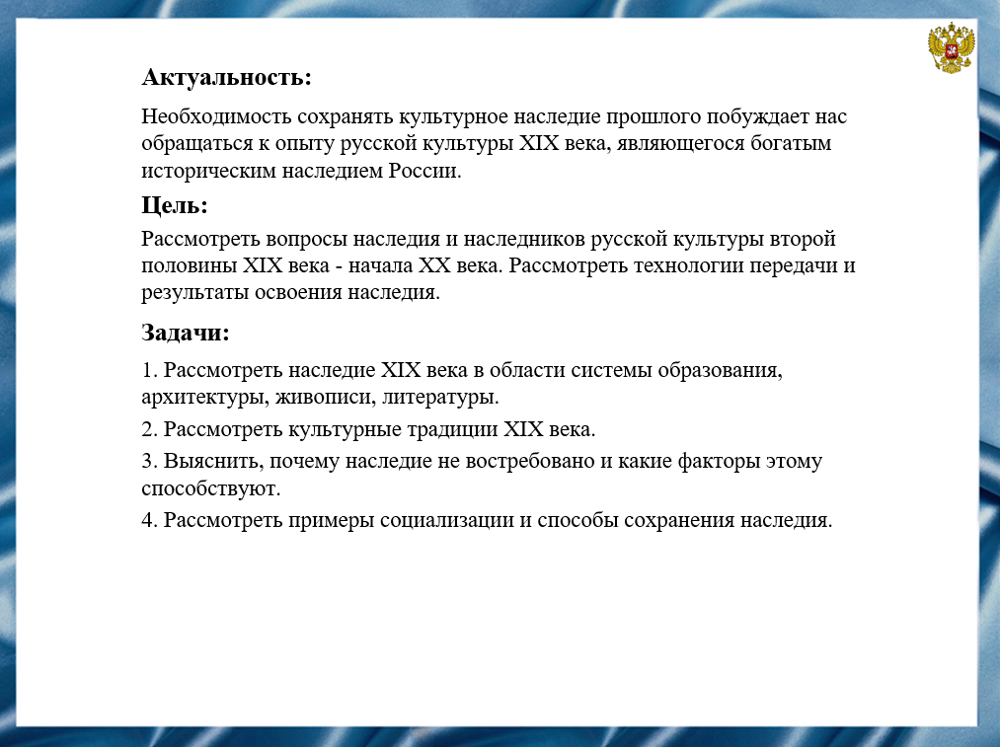 Актуальность:
Необходимость сохранять культурное наследие прошлого побуждает нас
обращаться к опыту русской культуры XIX века, являющегося богатым
историческим наследием России.
Цель:
Рассмотреть вопросы наследия и наследников русской культуры второй
половины XIX века - начала XX века. Рассмотреть технологии передачи и
результаты освоения наследия.
Задачи:
1. Рассмотреть наследие XIX века в области системы образования,
архитектуры, живописи, литературы.
2. Рассмотреть культурные традиции XIX века.
3. Выяснить, почему наследие не востребовано и какие факторы этому
способствуют.
4. Рассмотреть примеры социализации и способы сохранения наследия.